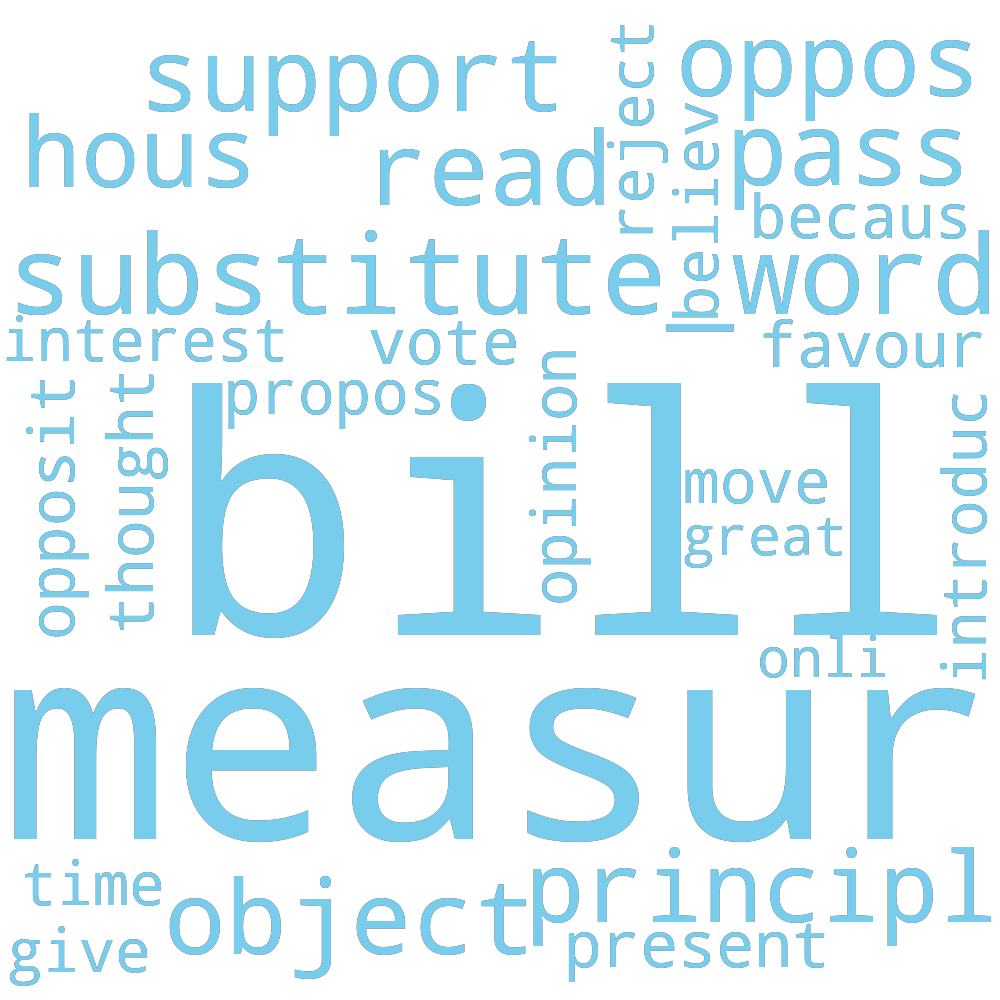 support
oppos
reject
hous
read
believ
pass
becaus
substitute
word
interest
vote
favour
propos
opposit
thought
bill
opinion
move
great
introduc
onli
measur
time
object
principl
give
present